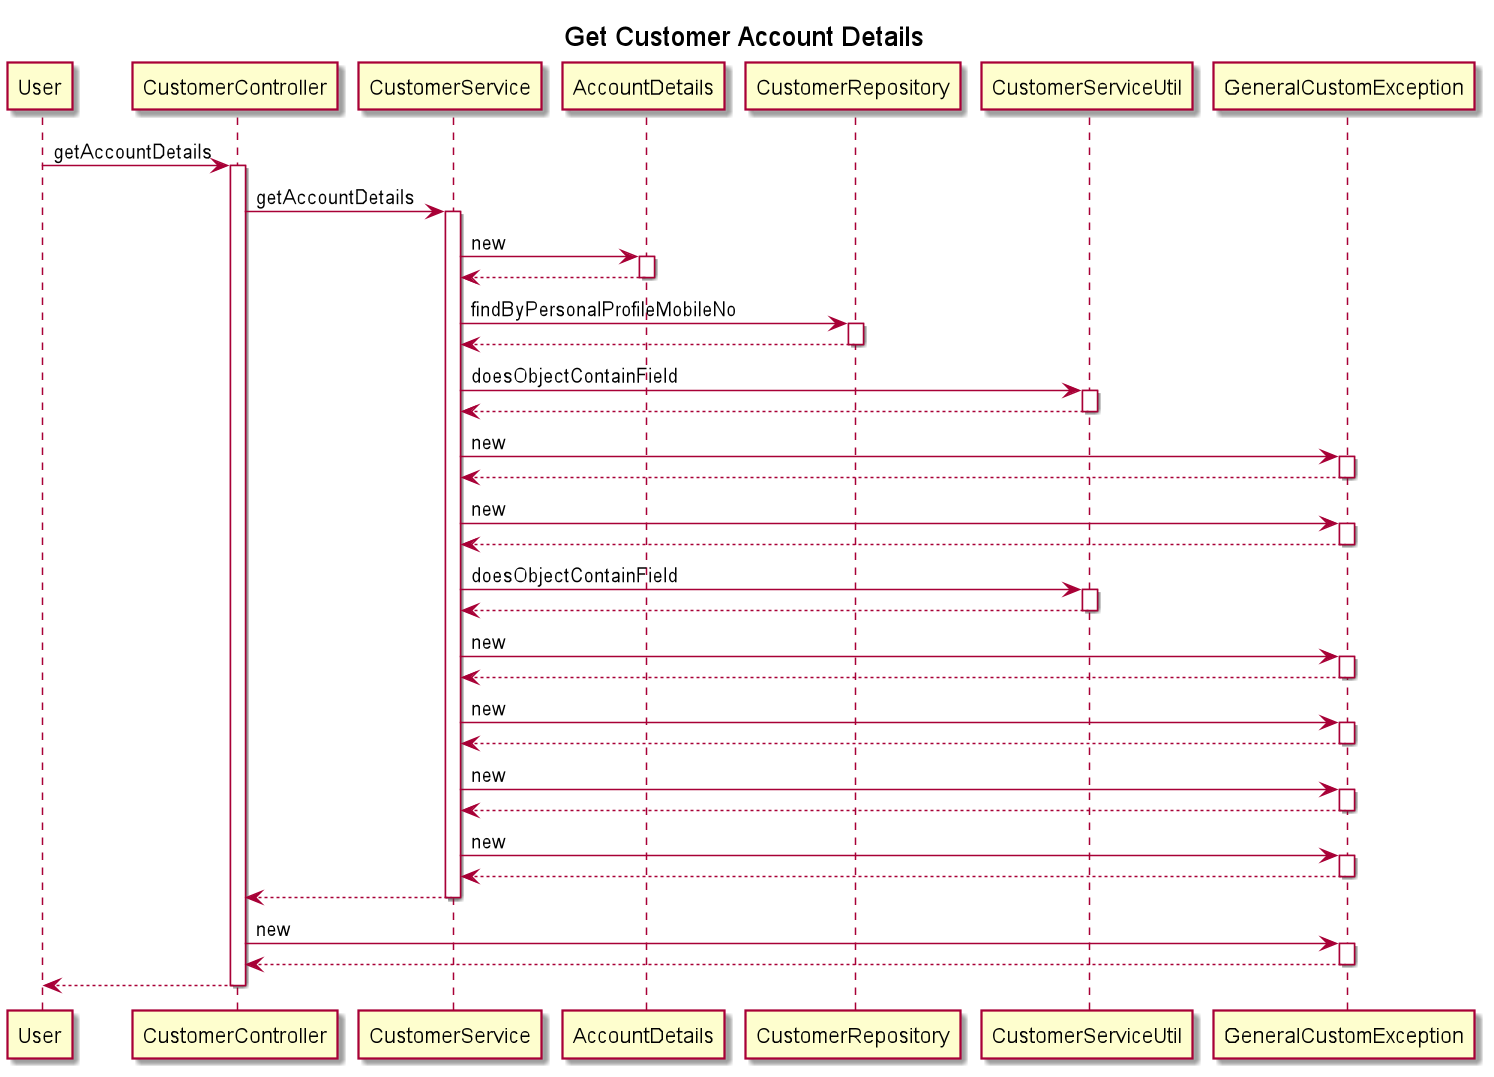 Get Customer Account Details
User CustomerController CustomerService AccountDetails CustomerRepository CustomerServiceUtil GeneralCustomException
getAccountDetails
getAccountDetails
new
findByPersonalProfileMobileNo
doesObjectContainField
new
new
doesObjectContainField
new
new
new
new
new
User CustomerController CustomerService AccountDetails CustomerRepository CustomerServiceUtil GeneralCustomException